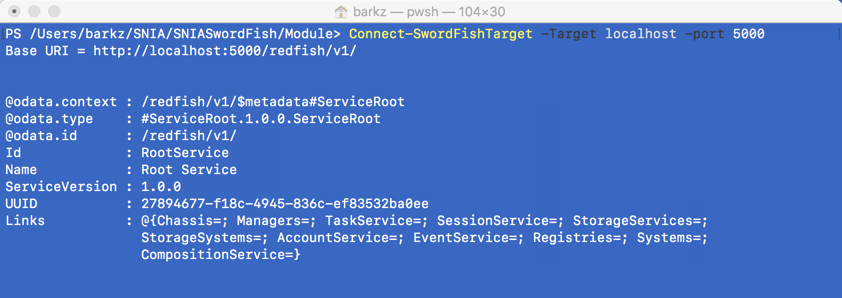 barkz — pwsh — 104×30
PS /Users/barkz/SNIA/SNIASwordFish/Module> Connect-SwordFishTarget -Target localhost -port 5000
Base URI = http://localhost:5000/redfish/v1/
@odata.context : /redfish/v1/$metadata#ServiceRoot
@odata.type    : #ServiceRoot.1.0.0.ServiceRoot
@odata.id      : /redfish/v1/
Id             : RootService
Name           : Root Service
ServiceVersion : 1.0.0
UUID           : 27894677-f18c-4945-836c-ef83532ba0ee
Links          : @{Chassis=; Managers=; TaskService=; SessionService=; StorageServices=;
                 StorageSystems=; AccountService=; EventService=; Registries=; Systems=;
                 CompositionService=}